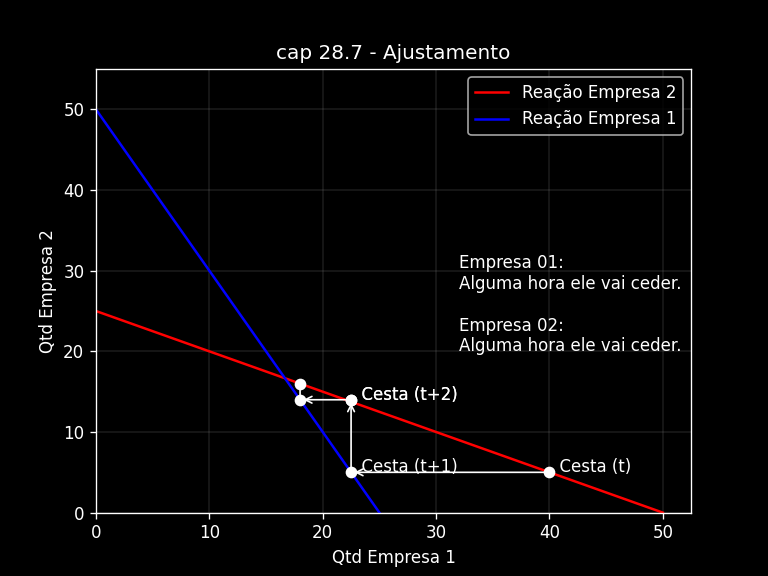 cap 28.7 - Ajustamento
Reação Empresa 2
Reação Empresa 1
50
40
30
20
10
0
Qtd Empresa 2
Empresa 01:
Alguma hora ele vai ceder.
Empresa 02:
Alguma hora ele vai ceder.
Cesta (t+2)
Cesta (t+1)
Cesta (t)
0
10
20
30
40
50
Qtd Empresa 1